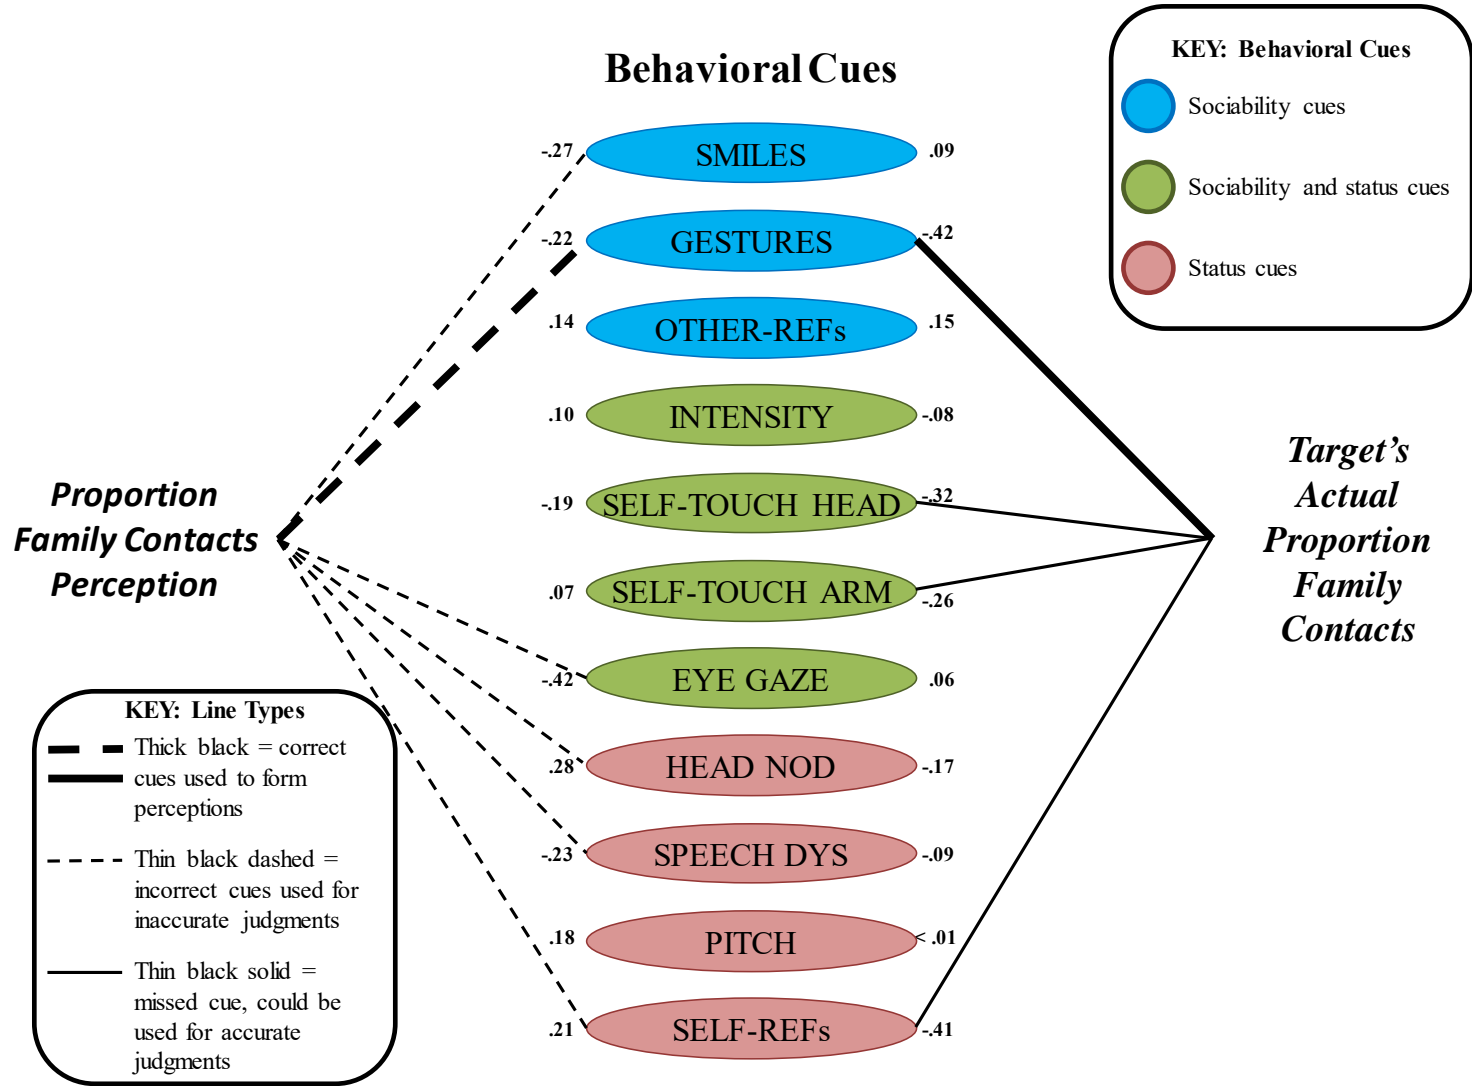 Behavioral Cues
KEY: Behavioral Cues
Sociability cues
Sociability and status cues
Status cues
-.27 SMILES .09
-.22 GESTURES -.42
.14 OTHER-REFs .15
.10 INTENSITY -.08
-.19 SELF-TOUCH HEAD -.32
.07 SELF-TOUCH ARM -.26
-.42 EYE GAZE .06
.28 HEAD NOD -.17
-.23 SPEECH DYS -.09
.18 PITCH < .01
.21 SELF-REFs -.41
Proportion
Family Contacts
Perception
Target’s
Actual
Proportion
Family
Contacts
KEY: Line Types
Thick black = correct
cues used to form
perceptions
Thin black dashed =
incorrect cues used for
inaccurate judgments
Thin black solid =
missed cue, could be
used for accurate
judgments